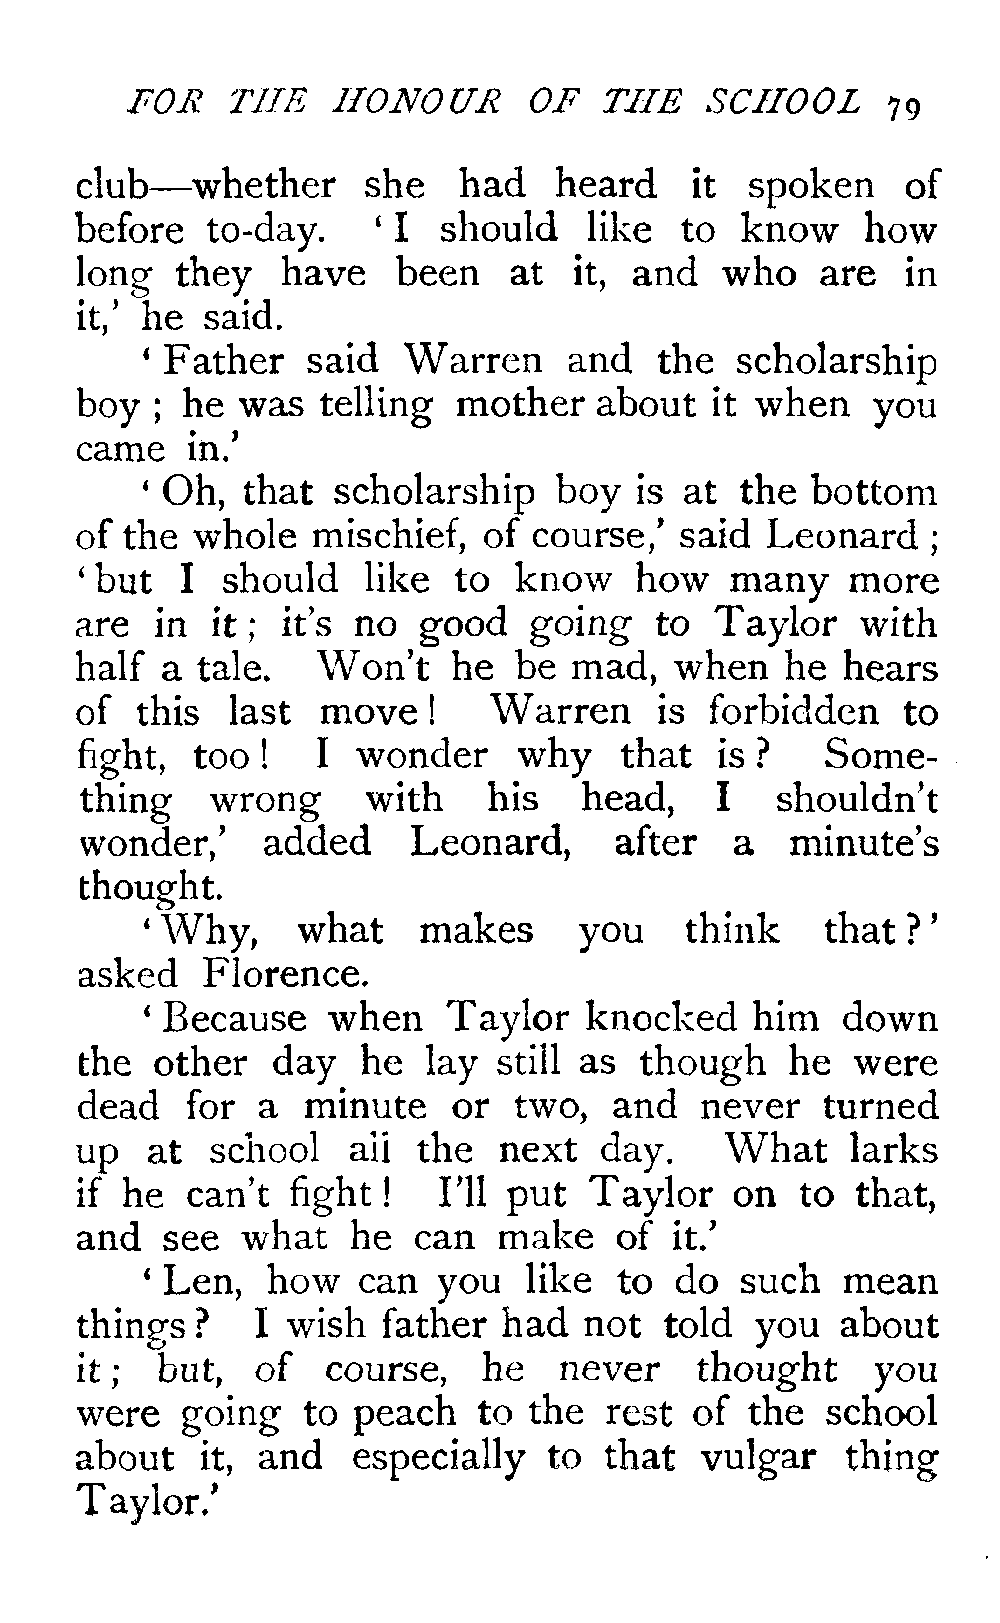 FOR THE HONOUR OF THE SCHOOL 79
club—whether she had heard it spoken of
before to-day. ‘I should like to know how
long they have been at it, and who are in
it,’ he said.
‘Father said Warren and the scholarship
boy; he was telling mother about it when you
came in.’
‘Oh, that scholarship boy is at the bottom
of the whole mischief, of course,’ said Leonard;
‘but I should like to know how many more
are in it; it’s no good going to Taylor with
half a tale. Won’t he be mad, when he hears
of this last move! Warren is forbidden to
fight, too! I wonder why that is? Some-
thing wrong with his head, I shouldn’t
wonder,’ added Leonard, after a minute’s
thought.
‘Why, what makes you think that?’
asked Florence.
‘Because when Taylor knocked him down
the other day he lay still as though he were
dead for a minute or two, and never turned
up at school all the next day. What larks
if he can’t fight! I’ll put Taylor on to that,
and see what he can make of it.’
‘Len, how can you like to do such mean
things? I wish father had not told you about
it; but, of course, he never thought you
were going to peach to the rest of the school
about it, and especially to that vulgar thing
Taylor.’